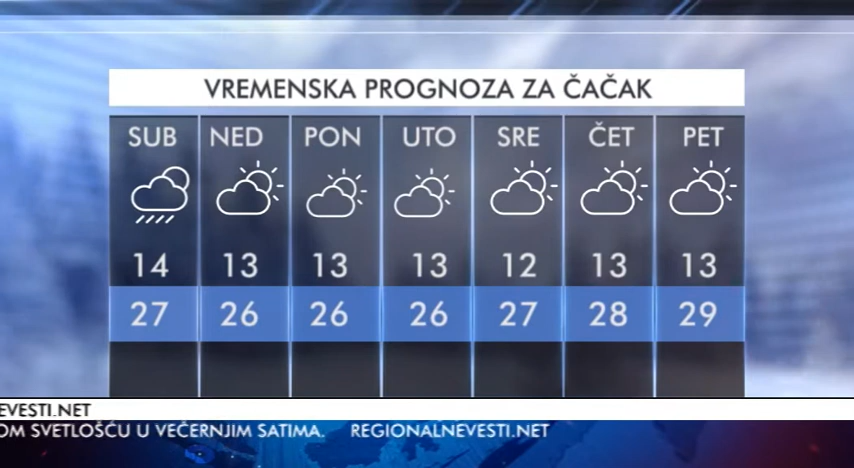 VREMENSKA PROGNOZA ZA ČAČAK
SUB NED PON UTO SRE ČET PET
14 13 13 13 12 13 13
27 26 26 26 27 28 29
EVESTI.NET
OM SVETLOŠĆU U VEČERNJIM SATIMA. REGIONALNEVESTI.NET